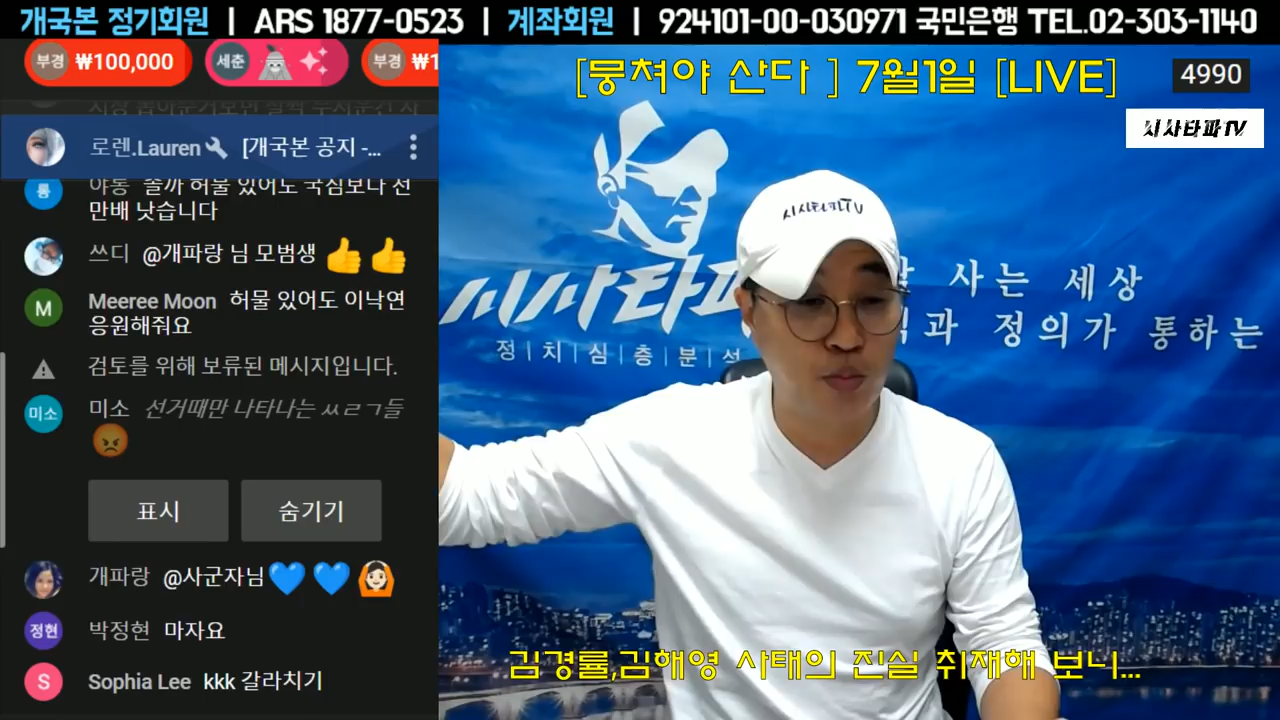 개국본 정기회원 | ARS 1877-0523 | 계좌회원 | 924101-00-030971 국민은행 TEL.02-303-1140
부경 ₩100,000 세춘 부경 ₩1
[뭉쳐야 산다 ] 7월1일 [LIVE]
4990
시사타파TV
로렌.Lauren [개국본 공지 -...
롱 야롱 솔까 허물 있어도 국짐보다 천
만배 낫습니다
쓰디 @개파랑 님 모범생
M Meeree Moon 허물 있어도 이낙연
응원해줘요
검토를 위해 보류된 메시지입니다.
미소 미소 선거때만 나타나는 ㅆㄹㄱ들
표시 숨기기
개파랑 @사군자님
정현 박정현 마자요
S Sophia Lee kkk 갈라치기
시사타파TV
시사타파
정|치|심|층|분|석
사는 세상
과 정의가 통하는
김경률,김해영 사태의 진실 취재해 보니...